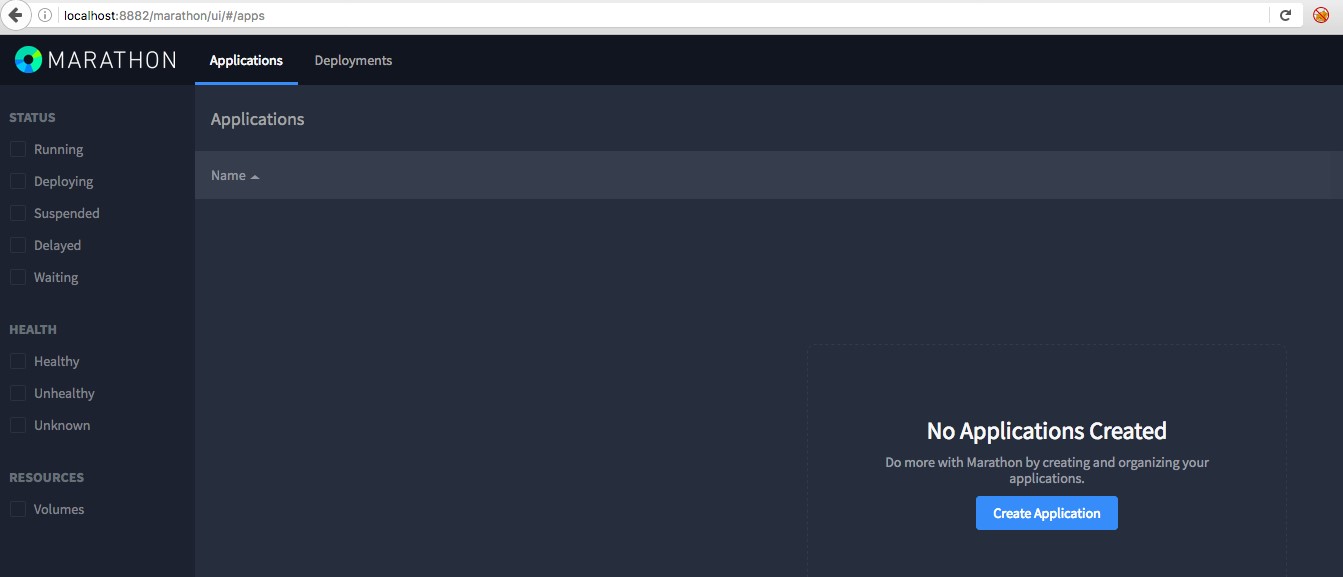 localhost:8882/marathon/ui/#/apps
MARATHON
Applications
Deployments
STATUS
Running
Deploying
Suspended
Delayed
Waiting
HEALTH
Healthy
Unhealthy
Unknown
RESOURCES
Volumes
Applications
Name
No Applications Created
Do more with Marathon by creating and organizing your
applications.
Create Application